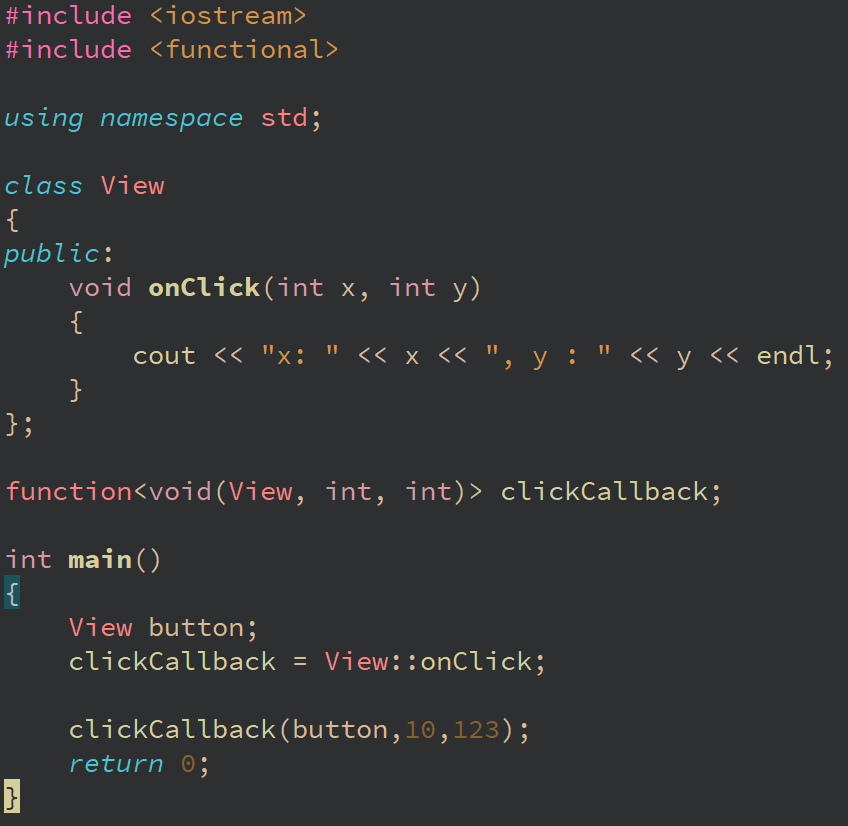 #include <iostream>
#include <functional>
using namespace std;
class View
{
public:
    void onClick(int x, int y)
    {
        cout << "x: " << x << ", y : " << y << endl;
    }
};
function<void(View, int, int)> clickCallback;
int main()
{
    View button;
    clickCallback = View::onClick;
    clickCallback(button,10,123);
    return 0;
}